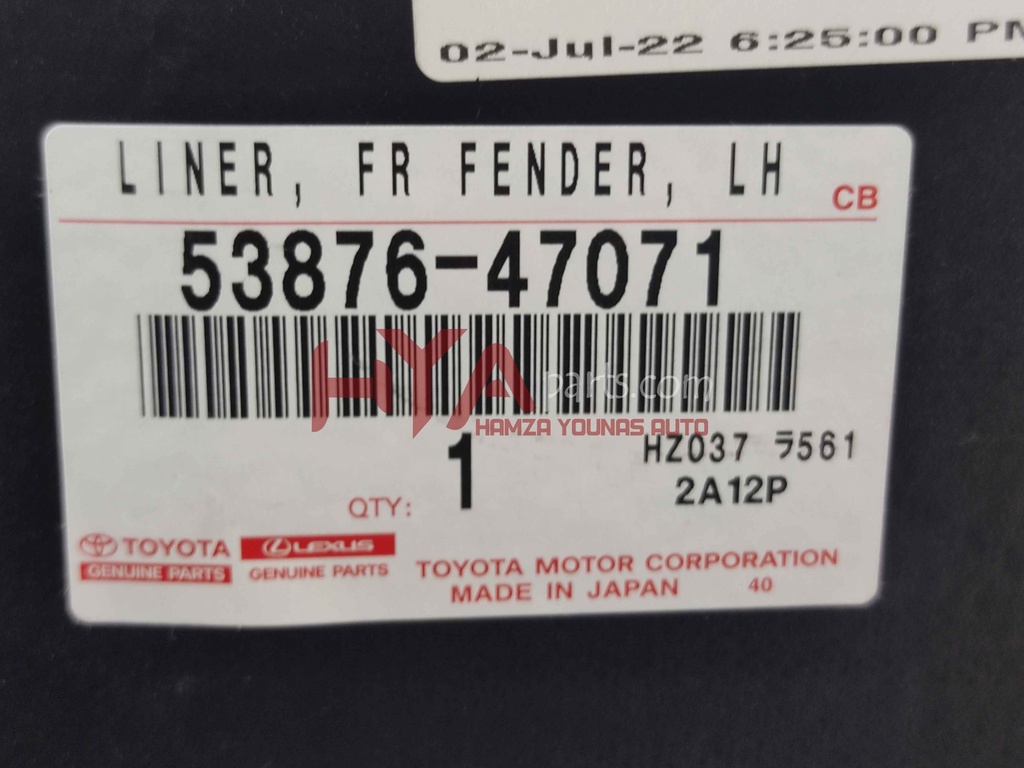 02-Jul-22 6:25:00 PM
LINER, FR FENDER, LH
CB
53876-47071
HYA parts.com
HAMZA YOUNAS AUTO
1
HZ037 ラ561
2A12P
QTY:
TOYOTA LEXUS
GENUINE PARTS GENUINE PARTS
TOYOTA MOTOR CORPORATION
MADE IN JAPAN 40